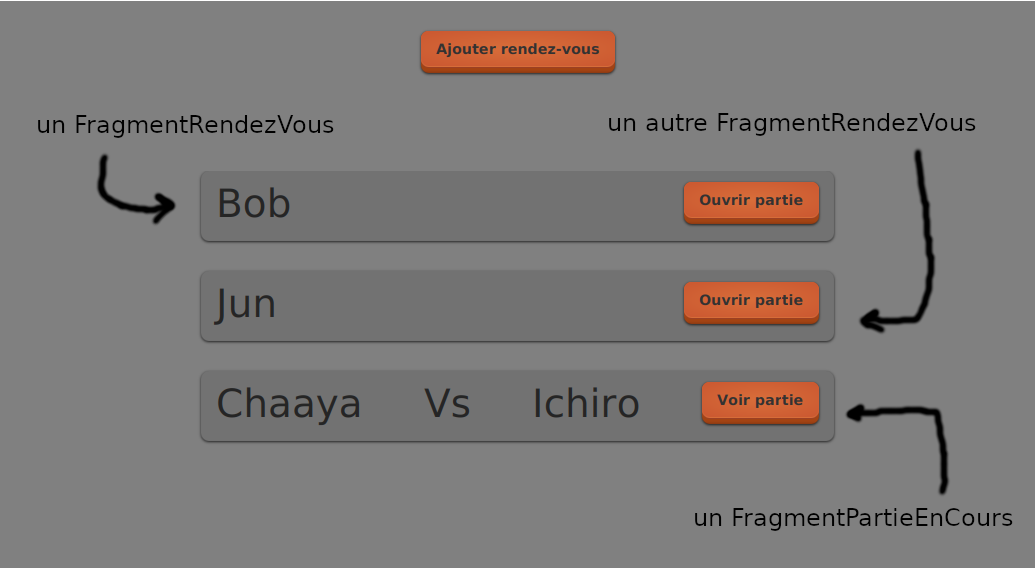 Ajouter rendez-vous
un FragmentRendezVous
un autre FragmentRendezVous
Bob
Ouvrir partie
Jun
Ouvrir partie
Chaaya Vs Ichiro
Voir partie
un FragmentPartieEnCours